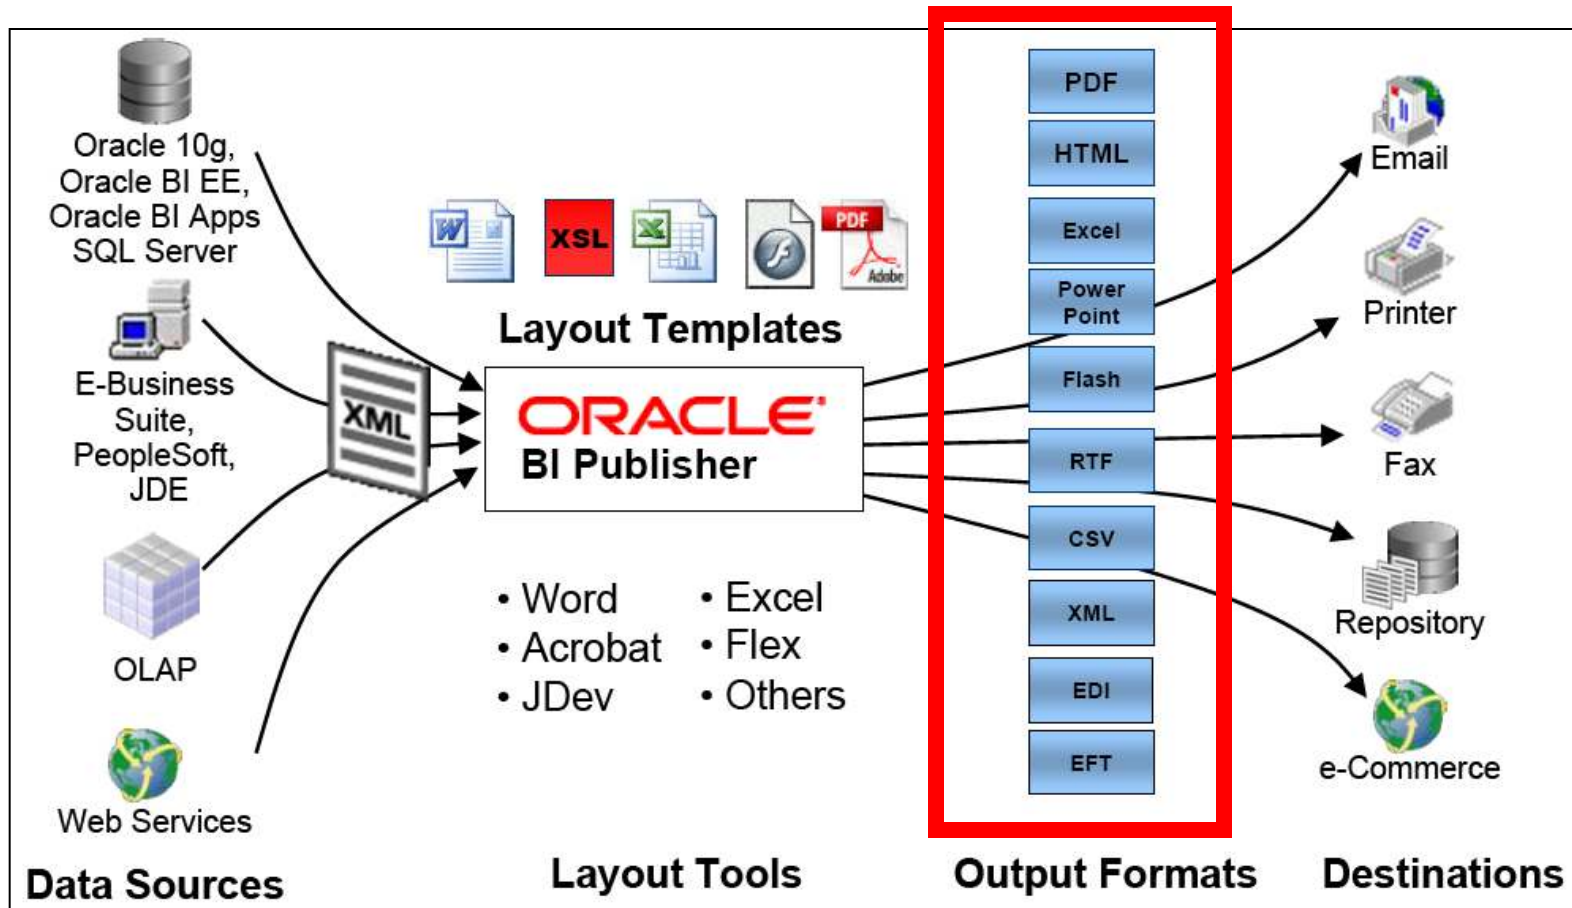 Oracle 10g,
Oracle BI EE,
Oracle BI Apps
SQL Server
E-Business
Suite,
PeopleSoft,
JDE
OLAP
Web Services
Data Sources
XML
W
XSL
X
PDF
Adobe
Layout Templates
ORACLE
BI Publisher
• Word
• Acrobat
• JDev
• Excel
• Flex
• Others
Layout Tools
PDF
HTML
Excel
Power
Point
Flash
RTF
CSV
XML
EDI
EFT
Output Formats
Email
Printer
Fax
Repository
e-Commerce
Destinations